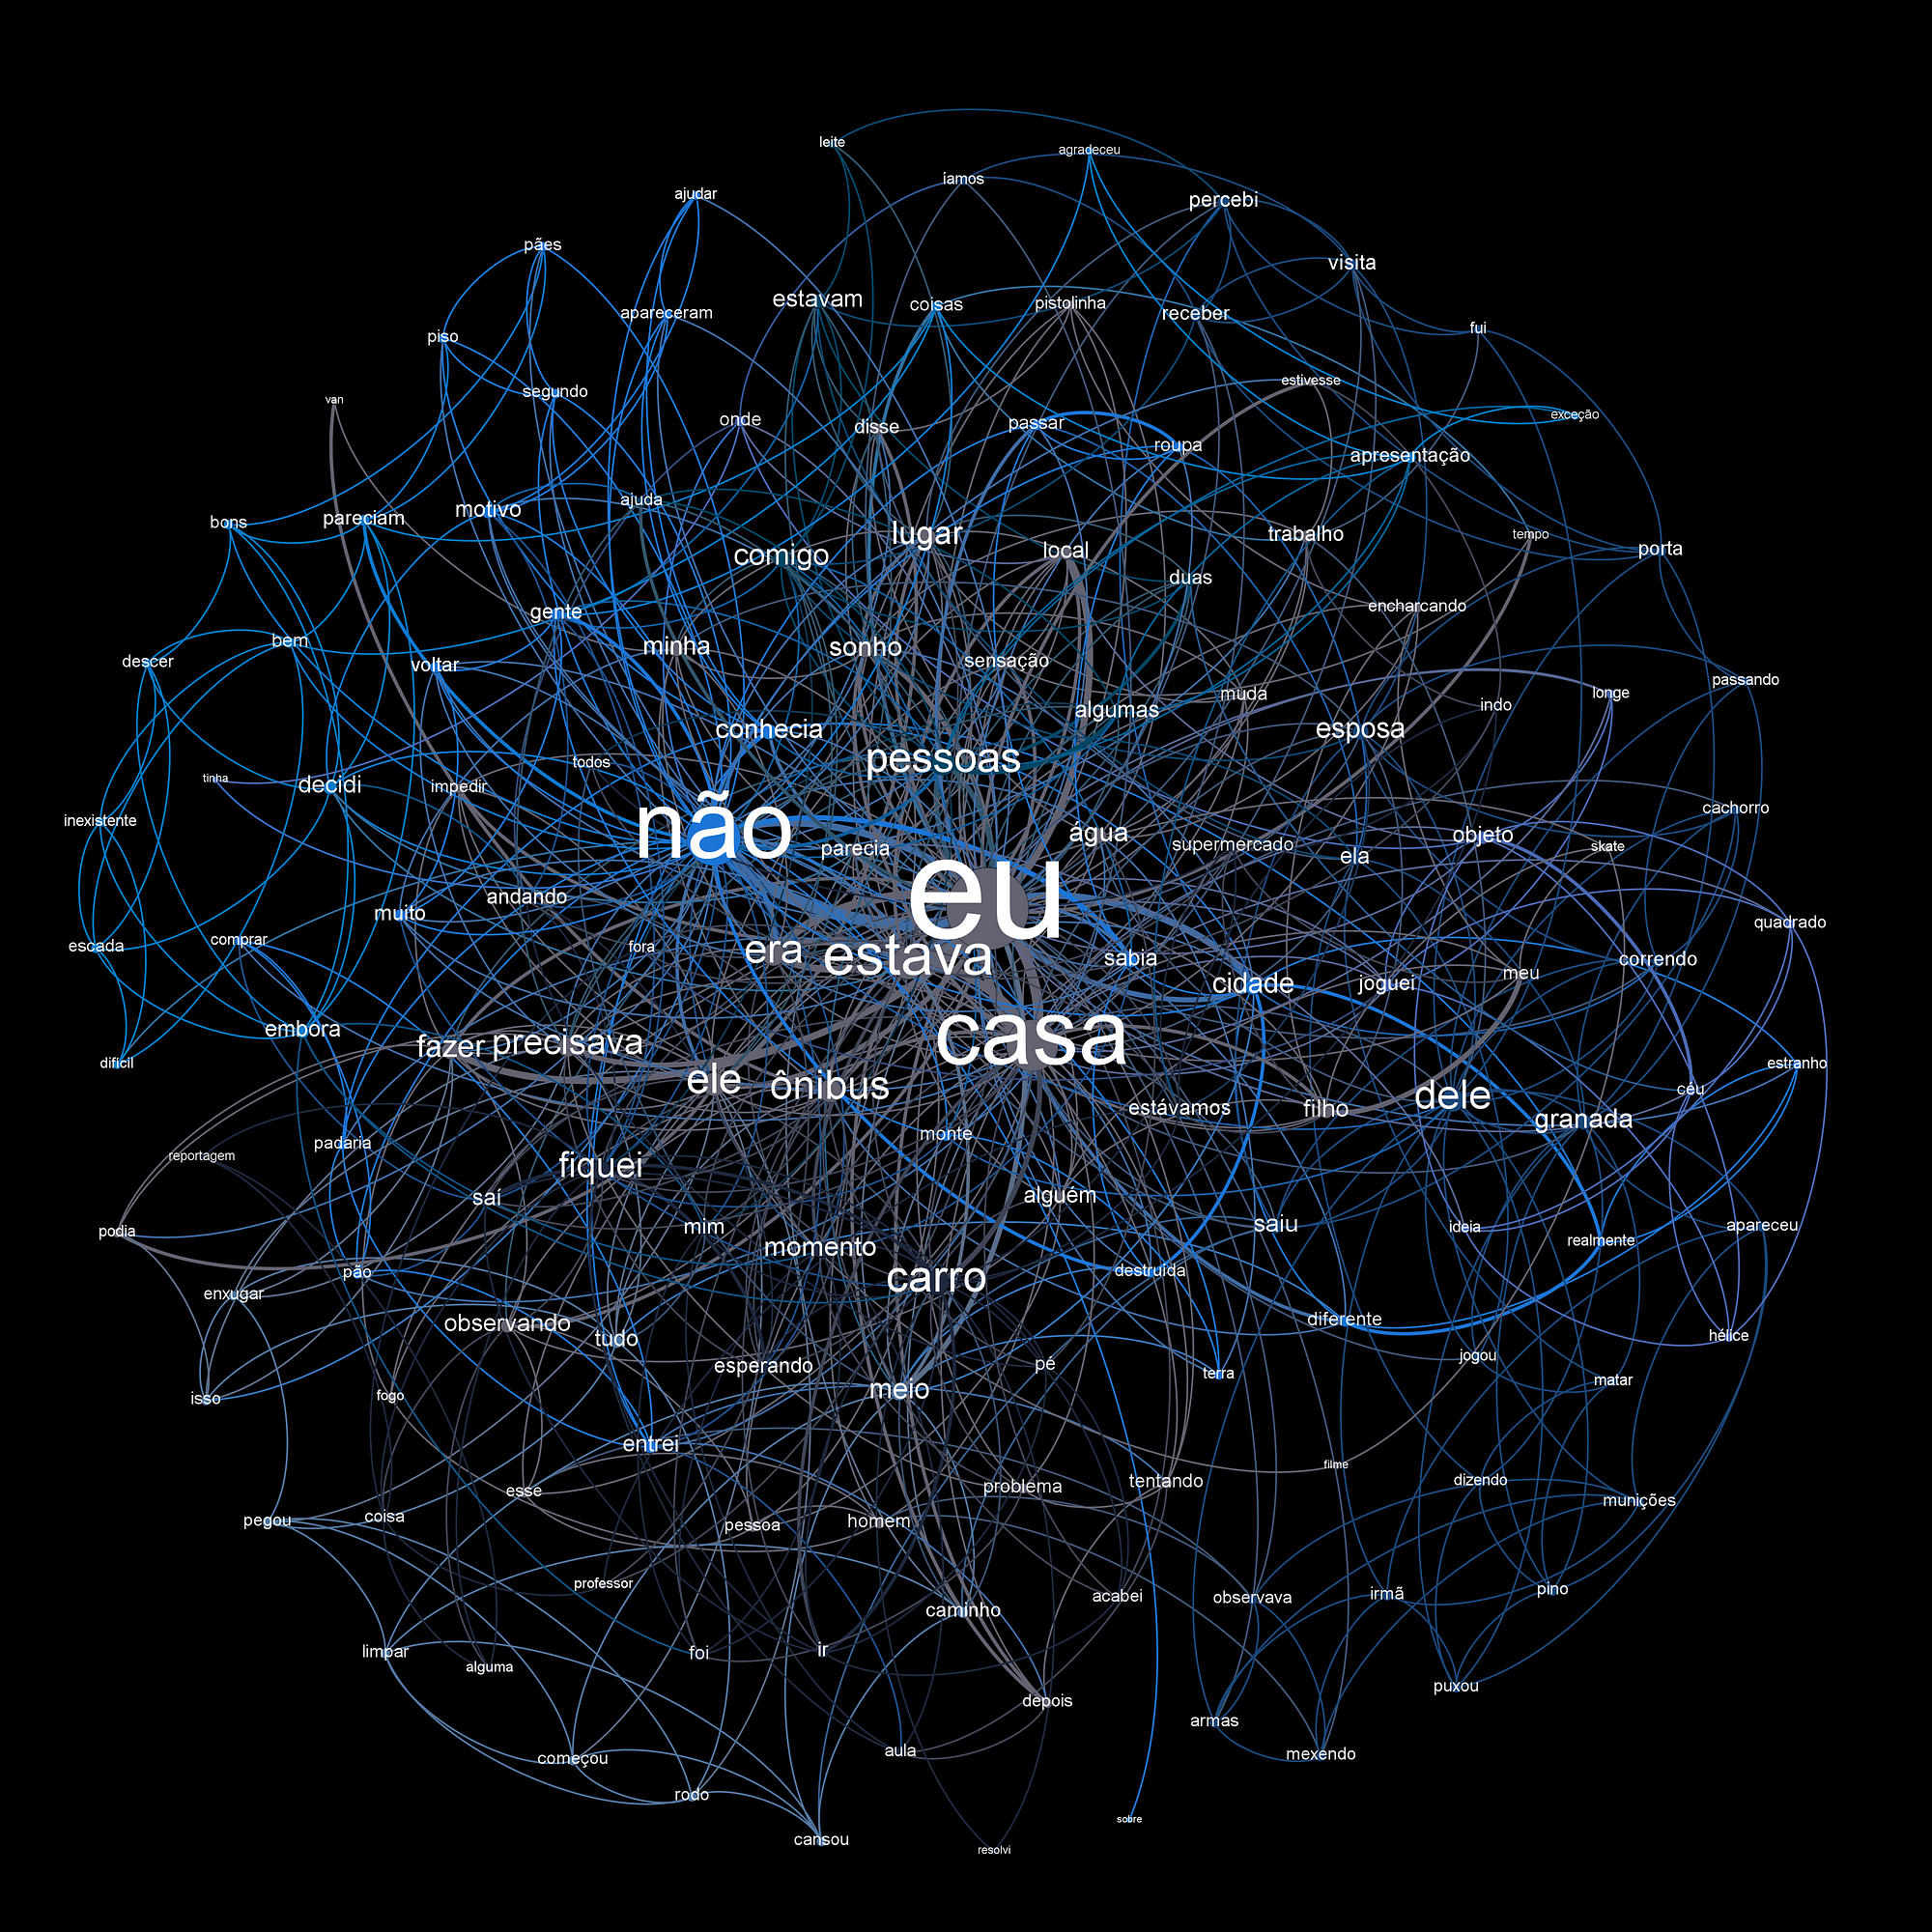 leite
agradeceu
íamos
ajudar
percebi
pães
visita
estavam
coisas
pistolinha
receber
apareceram
fui
piso
estivesse
segundo
van
exceção
onde
disse
passar
roupa
apresentação
ajuda
motivo
pareciam
bons
lugar
trabalho
tempo
comigo
local
porta
duas
gente
encharcando
bem
minha
sonho
descer
voltar
sensação
passando
muda
longe
indo
algumas
conhecia
esposa
pessoas
todos
tinha
decidi
impedir
cachorro
inexistente
não
água
objeto
parecia
supermercado
skate
ela
eu
andando
muito
quadrado
comprar
escada
fora
era
estava
sabia
correndo
meu
cidade
joguei
embora
casa
fazer
precisava
difícil
estranho
ele
ônibus
céu
dele
estávamos
filho
granada
monte
padaria
reportagem
fiquei
saí
alguém
mim
saiu
ideia
apareceu
podia
realmente
momento
pão
carro
destruída
enxugar
observando
tudo
diferente
hélice
jogou
esperando
pé
terra
matar
meio
fogo
isso
entrei
filme
esse
problema
tentando
dizendo
munições
pegou
coisa
pessoa
homem
professor
acabei
observava
irmã
pino
caminho
limpar
foi
ir
alguma
puxou
depois
armas
começou
aula
mexendo
rodo
sobre
cansou
resolvi